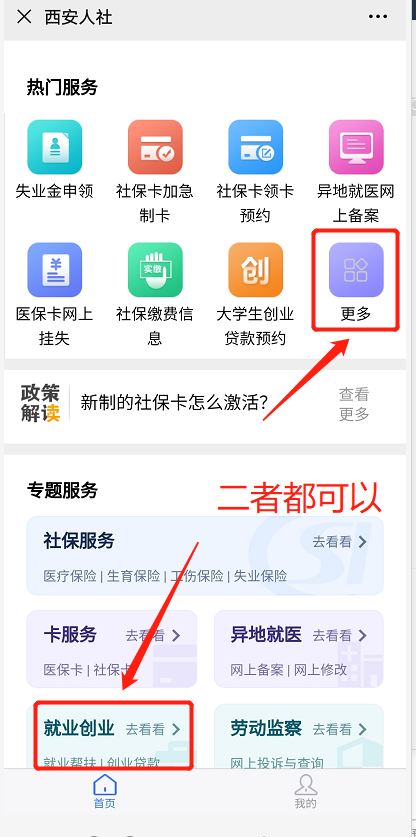 西安人社
热门服务
失业金申领
社保卡加急
制卡
社保卡领卡
预约
异地就医网
上备案
医保卡网上
挂失
实缴
社保缴费信
息
创
大学生创业
贷款预约
更多
政策
解读
新制的社保卡怎么激活?
查看
更多
专题服务
二者都可以
社保服务
去看看
医疗保险 | 生育保险 | 工伤保险 | 失业保险
卡服务
去看看
医保卡 | 社保卡
异地就医
去看看
网上备案 | 网上修改
就业创业
去看看
就业帮扶 | 创业贷款
劳动监察
去看看
网上投诉与查询
首页
我的